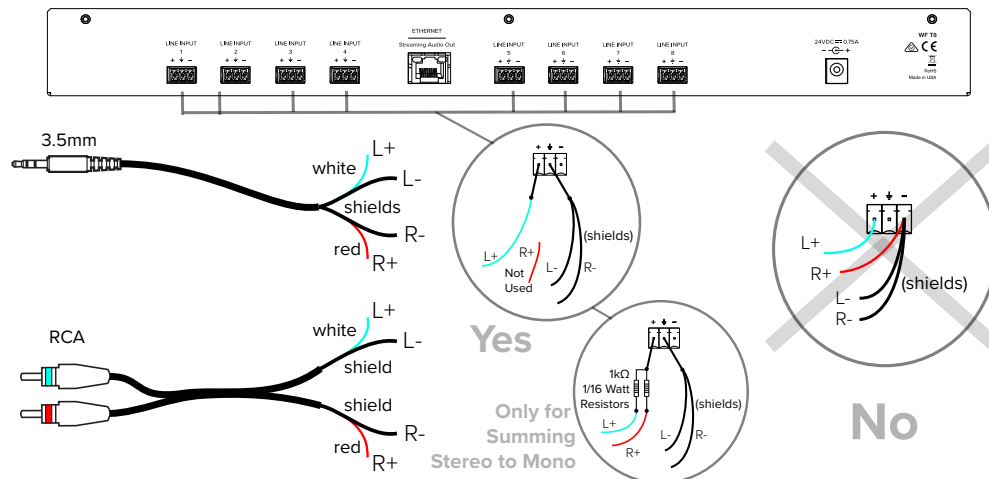 ETHERNET
Streaming Audio Out
LINE INPUT
1
+ -
LINE INPUT
2
+ -
LINE INPUT
3
+ -
LINE INPUT
4
+ -
LINE INPUT
5
+ -
LINE INPUT
6
+ -
LINE INPUT
7
+ -
LINE INPUT
8
+ -
24VDC 0.75A
- +
WF T8
CE
RoHS
Made in USA
3.5mm
L+
white
L-
shields
R-
red
R+
RCA
L+
white
L-
shield
shield
R-
red
R+
+ -
L+
R+
Not
Used
L-
R-
(shields)
Yes
+ -
1kΩ
1/16 Watt
Resistors
L+
R+
L-
R-
(shields)
Only for
Summing
Stereo to Mono
+ -
L+
R+
L-
R-
(shields)
No